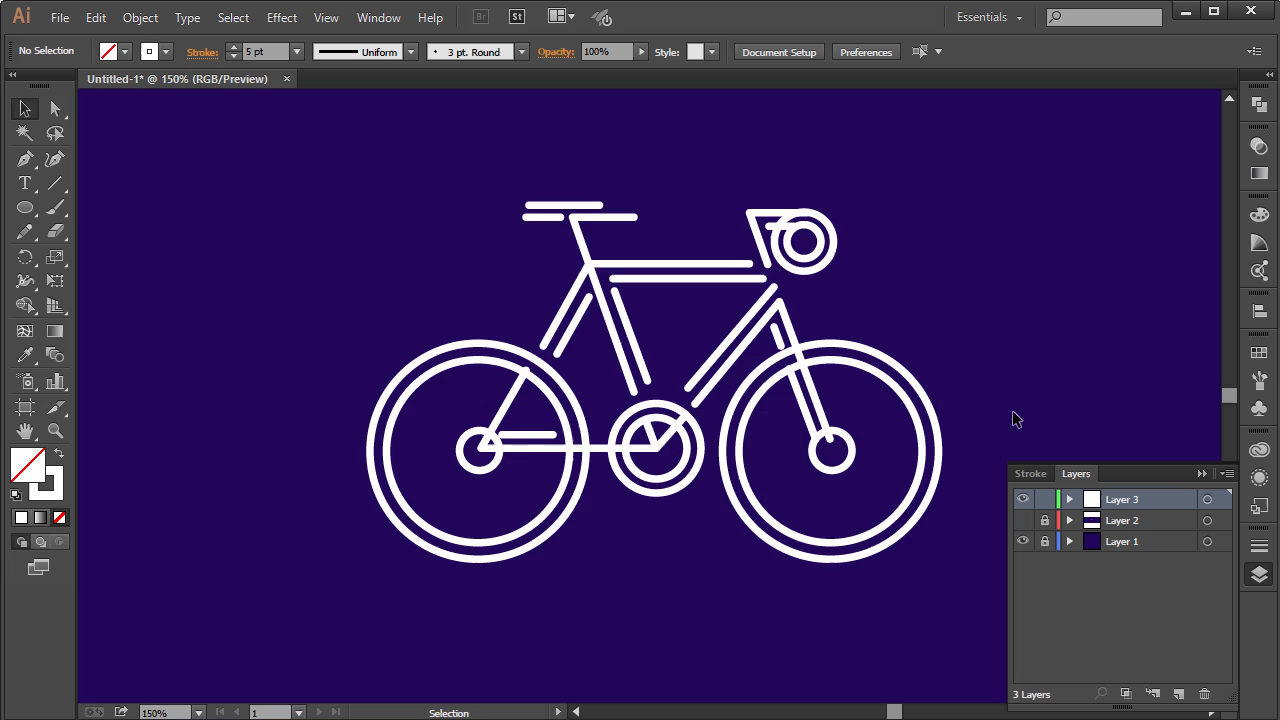 Ai File Edit Object Type Select Effect View Window Help Br St Essentials
No Selection Stroke: 5 pt Uniform 3 pt. Round Opacity: 100% Style: Document Setup Preferences
Untitled-1* @ 150% (RGB/Preview) ×
T
Stroke Layers
Layer 3
Layer 2
Layer 1
3 Layers
150% 1 Selection